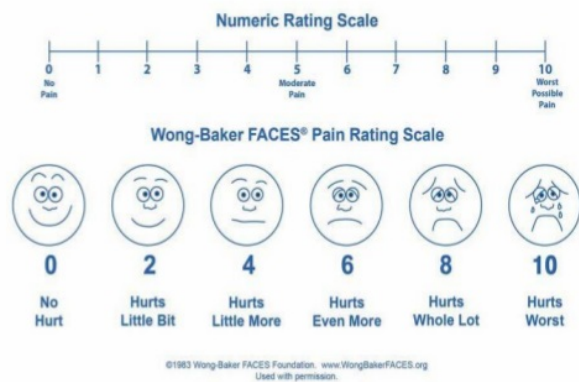 Numeric Rating Scale
0 1 2 3 4 5 6 7 8 9 10
No Pain
Moderate Pain
Worst Possible Pain
Wong-Baker FACES® Pain Rating Scale
0 2 4 6 8 10
No Hurt
Hurts Little Bit
Hurts Little More
Hurts Even More
Hurts Whole Lot
Hurts Worst
©1983 Wong-Baker FACES Foundation. www.WongBakerFACES.org
Used with permission.